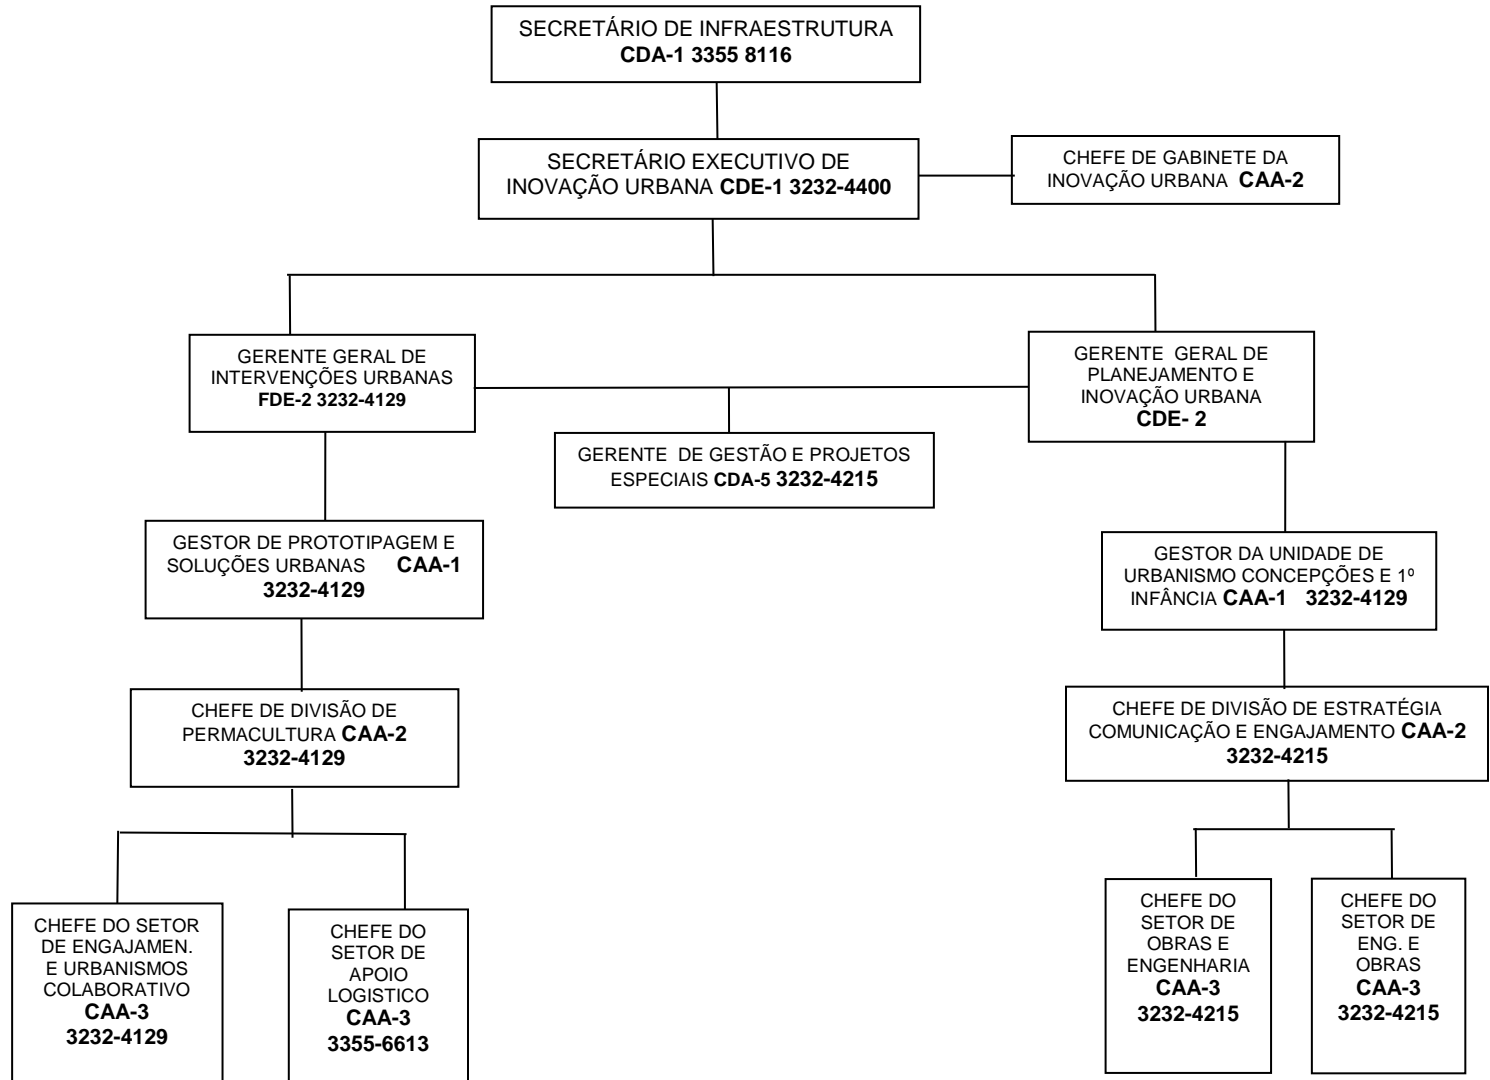 SECRETÁRIO DE INFRAESTRUTURA
CDA-1 3355 8116
SECRETÁRIO EXECUTIVO DE
INOVAÇÃO URBANA CDE-1 3232-4400
CHEFE DE GABINETE DA
INOVAÇÃO URBANA CAA-2
GERENTE GERAL DE
INTERVENÇÕES URBANAS
FDE-2 3232-4129
GERENTE GERAL DE
PLANEJAMENTO E
INOVAÇÃO URBANA
CDE- 2
GERENTE DE GESTÃO E PROJETOS
ESPECIAIS CDA-5 3232-4215
GESTOR DE PROTOTIPAGEM E
SOLUÇÕES URBANAS CAA-1
3232-4129
GESTOR DA UNIDADE DE
URBANISMO CONCEPÇÕES E 1º
INFÂNCIA CAA-1 3232-4129
CHEFE DE DIVISÃO DE
PERMACULTURA CAA-2
3232-4129
CHEFE DE DIVISÃO DE ESTRATÉGIA
COMUNICAÇÃO E ENGAJAMENTO CAA-2
3232-4215
CHEFE DO SETOR
DE ENGAJAMEN.
E URBANISMOS
COLABORATIVO
CAA-3
3232-4129
CHEFE DO
SETOR DE
APOIO
LOGISTICO
CAA-3
3355-6613
CHEFE DO
SETOR DE
OBRAS E
ENGENHARIA
CAA-3
3232-4215
CHEFE DO
SETOR DE
ENG. E
OBRAS
CAA-3
3232-4215